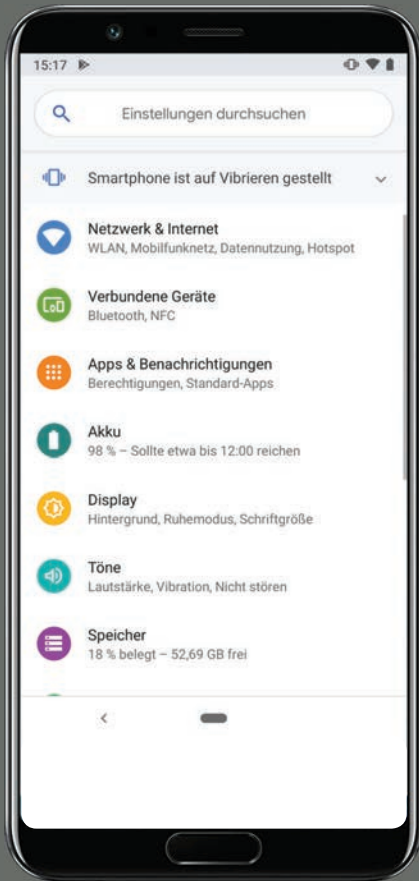 15:17
Einstellungen durchsuchen
Smartphone ist auf Vibrieren gestellt
Netzwerk & Internet
WLAN, Mobilfunknetz, Datennutzung, Hotspot
Verbundene Geräte
Bluetooth, NFC
Apps & Benachrichtigungen
Berechtigungen, Standard-Apps
Akku
98 % – Sollte etwa bis 12:00 reichen
Display
Hintergrund, Ruhemodus, Schriftgröße
Töne
Lautstärke, Vibration, Nicht stören
Speicher
18 % belegt – 52,69 GB frei